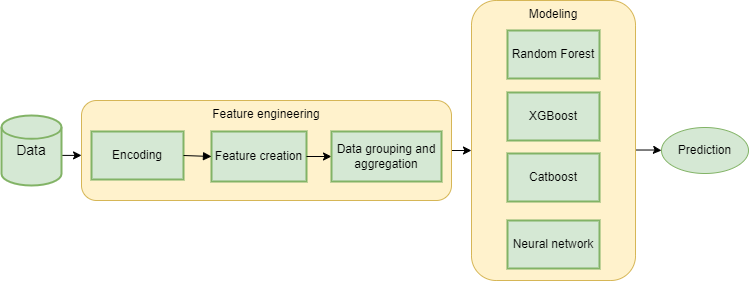 Data
Feature engineering
Encoding
Feature creation
Data grouping and
aggregation
Modeling
Random Forest
XGBoost
Catboost
Neural network
Prediction